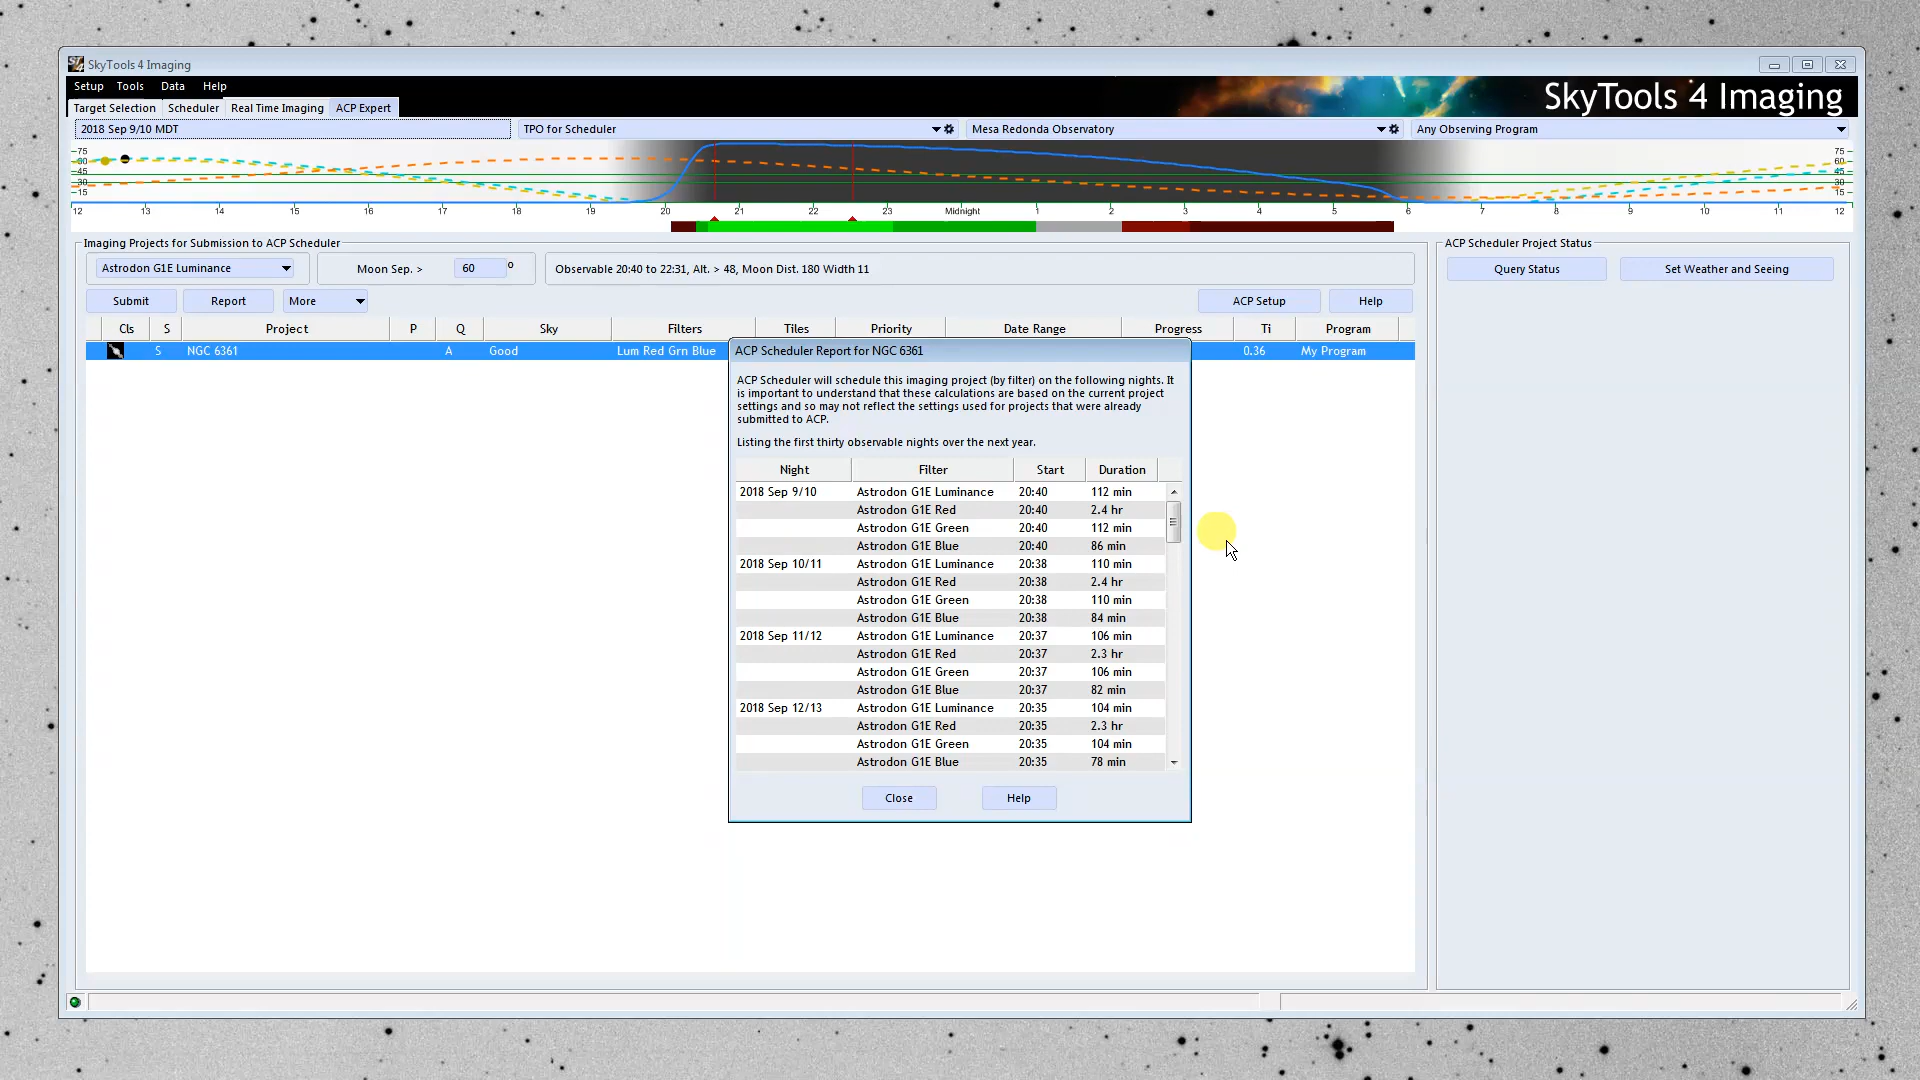 SkyTools 4 Imaging
Setup Tools Data Help
SkyTools 4 Imaging
Target Selection Scheduler Real Time Imaging ACP Expert
2018 Sep 9/10 MDT TPO for Scheduler Mesa Redonda Observatory Any Observing Program
75 75
60 60
45 45
30 30
15 15
12 13 14 15 16 17 18 19 20 21 22 23 Midnight 1 2 3 4 5 6 7 8 9 10 11 12
Imaging Projects for Submission to ACP Scheduler ACP Scheduler Project Status
Astrodon G1E Luminance Moon Sep. > 60 o Observable 20:40 to 22:31, Alt. > 48, Moon Dist. 180 Width 11 Query Status Set Weather and Seeing
Submit Report More ACP Setup Help
Cls S Project P Q Sky Filters Tiles Priority Date Range Progress Ti Program
S NGC 6361 A Good Lum Red Grn Blue 0.36 My Program
ACP Scheduler Report for NGC 6361
ACP Scheduler will schedule this imaging project (by filter) on the following nights. It
is important to understand that these calculations are based on the current project
settings and so may not reflect the settings used for projects that were already
submitted to ACP.
Listing the first thirty observable nights over the next year.
Night Filter Start Duration
2018 Sep 9/10 Astrodon G1E Luminance 20:40 112 min
Astrodon G1E Red 20:40 2.4 hr
Astrodon G1E Green 20:40 112 min
Astrodon G1E Blue 20:40 86 min
2018 Sep 10/11 Astrodon G1E Luminance 20:38 110 min
Astrodon G1E Red 20:38 2.4 hr
Astrodon G1E Green 20:38 110 min
Astrodon G1E Blue 20:38 84 min
2018 Sep 11/12 Astrodon G1E Luminance 20:37 106 min
Astrodon G1E Red 20:37 2.3 hr
Astrodon G1E Green 20:37 106 min
Astrodon G1E Blue 20:37 82 min
2018 Sep 12/13 Astrodon G1E Luminance 20:35 104 min
Astrodon G1E Red 20:35 2.3 hr
Astrodon G1E Green 20:35 104 min
Astrodon G1E Blue 20:35 78 min
Close Help